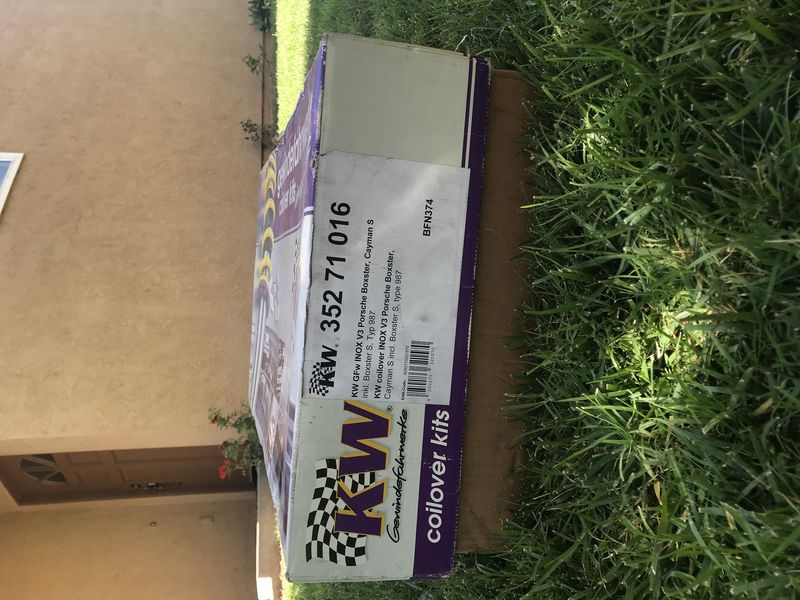 KW
Gewindefahrwerke
coilover kits
KW 352 71 016
KW GFw INOX V3 Porsche Boxster, Cayman S
inkl. Boxster S, Typ 987
KW coilover INOX V3 Porsche Boxster,
Cayman S incl. Boxster S, type 987
BFN374